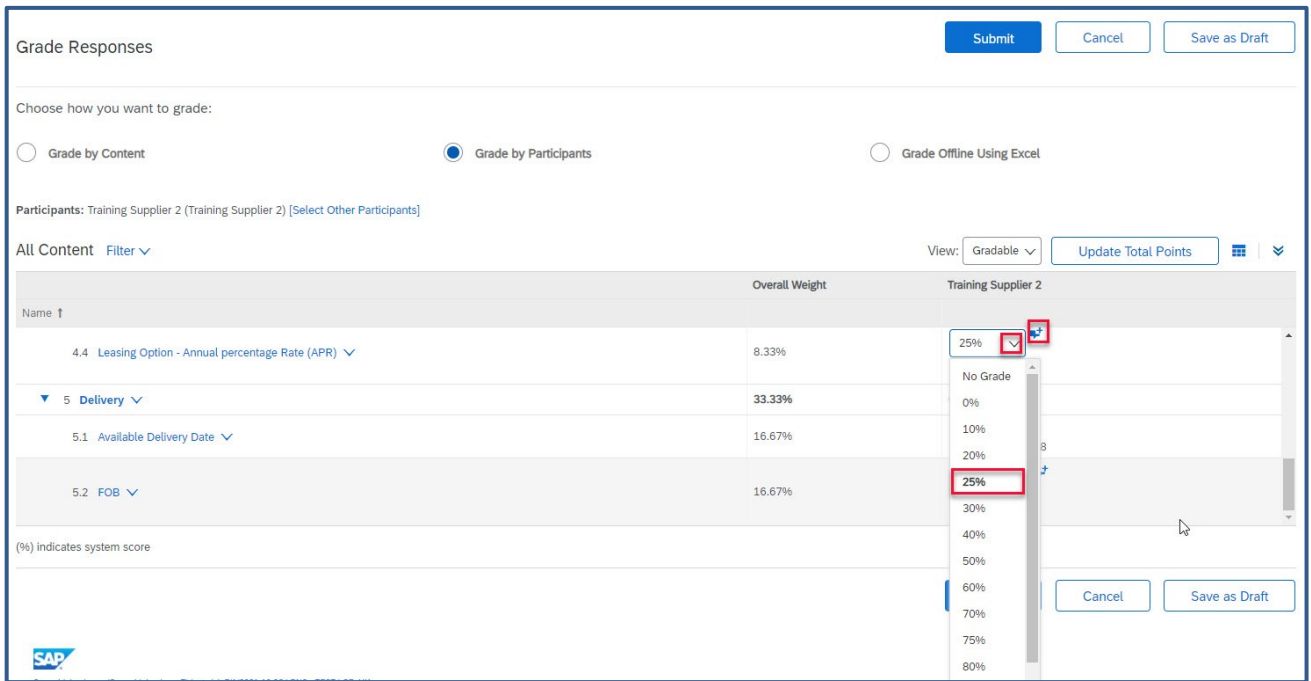 Grade Responses
Submit
Cancel
Save as Draft
Choose how you want to grade:
Grade by Content
Grade by Participants
Grade Offline Using Excel
Participants: Training Supplier 2 (Training Supplier 2) [Select Other Participants]
All Content Filter
View: Gradable
Update Total Points
Overall Weight
Training Supplier 2
Name ↑
4.4 Leasing Option - Annual percentage Rate (APR)
8.33%
25%
No Grade
5 Delivery
33.33%
0%
10%
5.1 Available Delivery Date
16.67%
8
20%
25%
5.2 FOB
16.67%
30%
40%
(%) indicates system score
50%
60%
Cancel
Save as Draft
70%
75%
80%
SAP